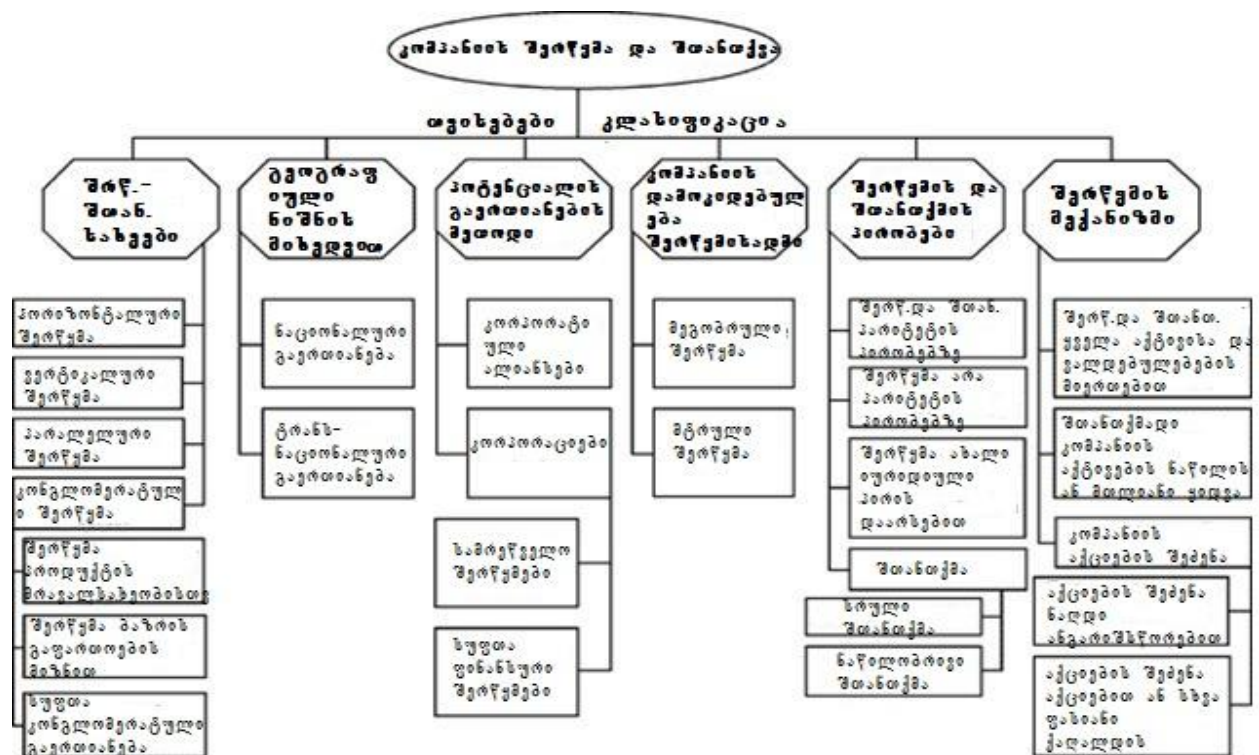 კომპანიის შერწყმა და შთანთქვა
თვისებები კლასიფიკაცია
შრწ.-
შთან.
სახეები
გეოგრაფ
იული
ნიშნის
მიხედვით
პოტენციალის
გაერთიანების
მეთოდი
კომპანიის
დამოკიდებულ
ება
შერწყმისადმი
შერწყმის და
შთანთქმის
პირობები
შერწყმის
მექანიზმი
ჰორიზონტალური
შერწყმა
ვერტიკალური
შერწყმა
პარალელური
შერწყმა
კონგლომერატულ
ი შერწყმა
შერწყმა
პროდუქტის
მრავალსახეობისთვ
შერწყმა ბაზრის
გაფართოების
მიზნით
სუფთა
კონგლომერატული
გაერთიანება
ნაციონალური
გაერთიანება
ტრანს-
ნაციონალური
გაერთიანება
კორპორატი
ული
ალიანსები
კორპორაციები
სამრეწველო
შერწყმები
სუფთა
ფინანსური
შერწყმები
მეგობრული
შერწყმა
მტრული
შერწყმა
შერწ.და შთან.
პარიტეტის
პირობებზე
შერწყმა არა
პარიტეტის
პირობებზე
შერწყმა ახალი
იურიდიული
პირის
დაარსებით
შთანთქმა
სრული
შთანთქმა
ნაწილობრივი
შთანთქმა
შერწ.და შთანთ.
ყველა აქტივისა და
ვალდებულებების
მიერთებით
შთანთქმადი
კომპანიის
აქტივების ნაწილის
ან მთლიანი ყიდვა
კომპანიის
აქციების შეძენა
აქციების შეძენა
ნაღდი
ანგარიშსწორებით
აქციების შეძენა
აქციებით ან სხვა
ფასიანი
ქაღალდის